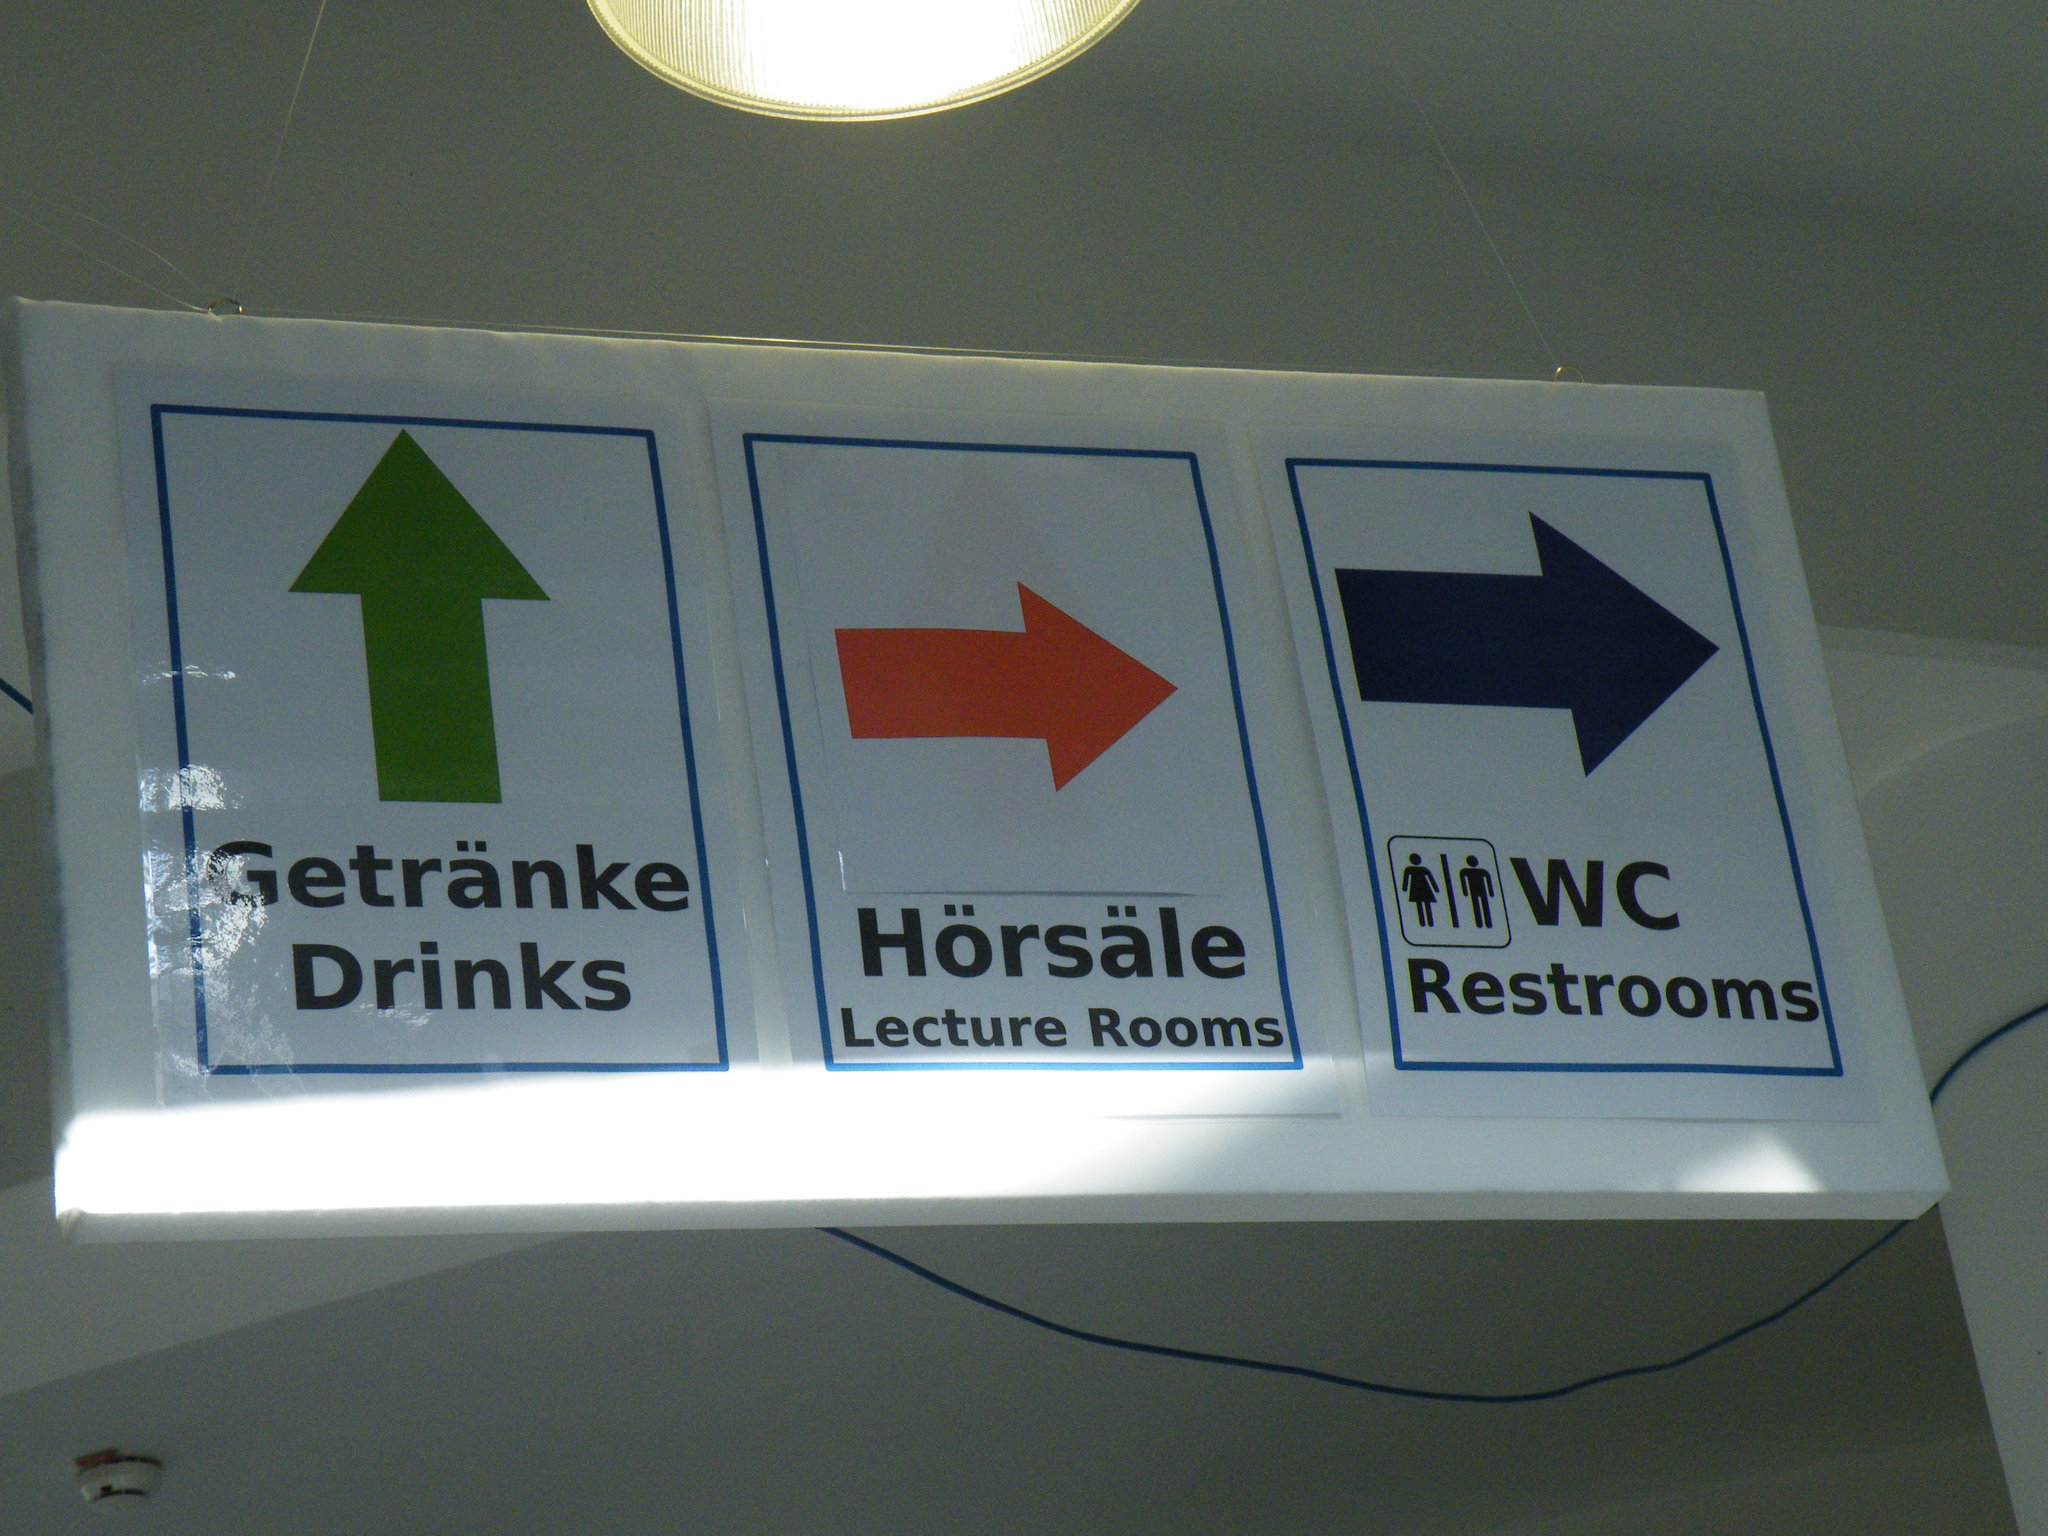 Getränke
Drinks
Hörsäle
Lecture Rooms
WC
Restrooms